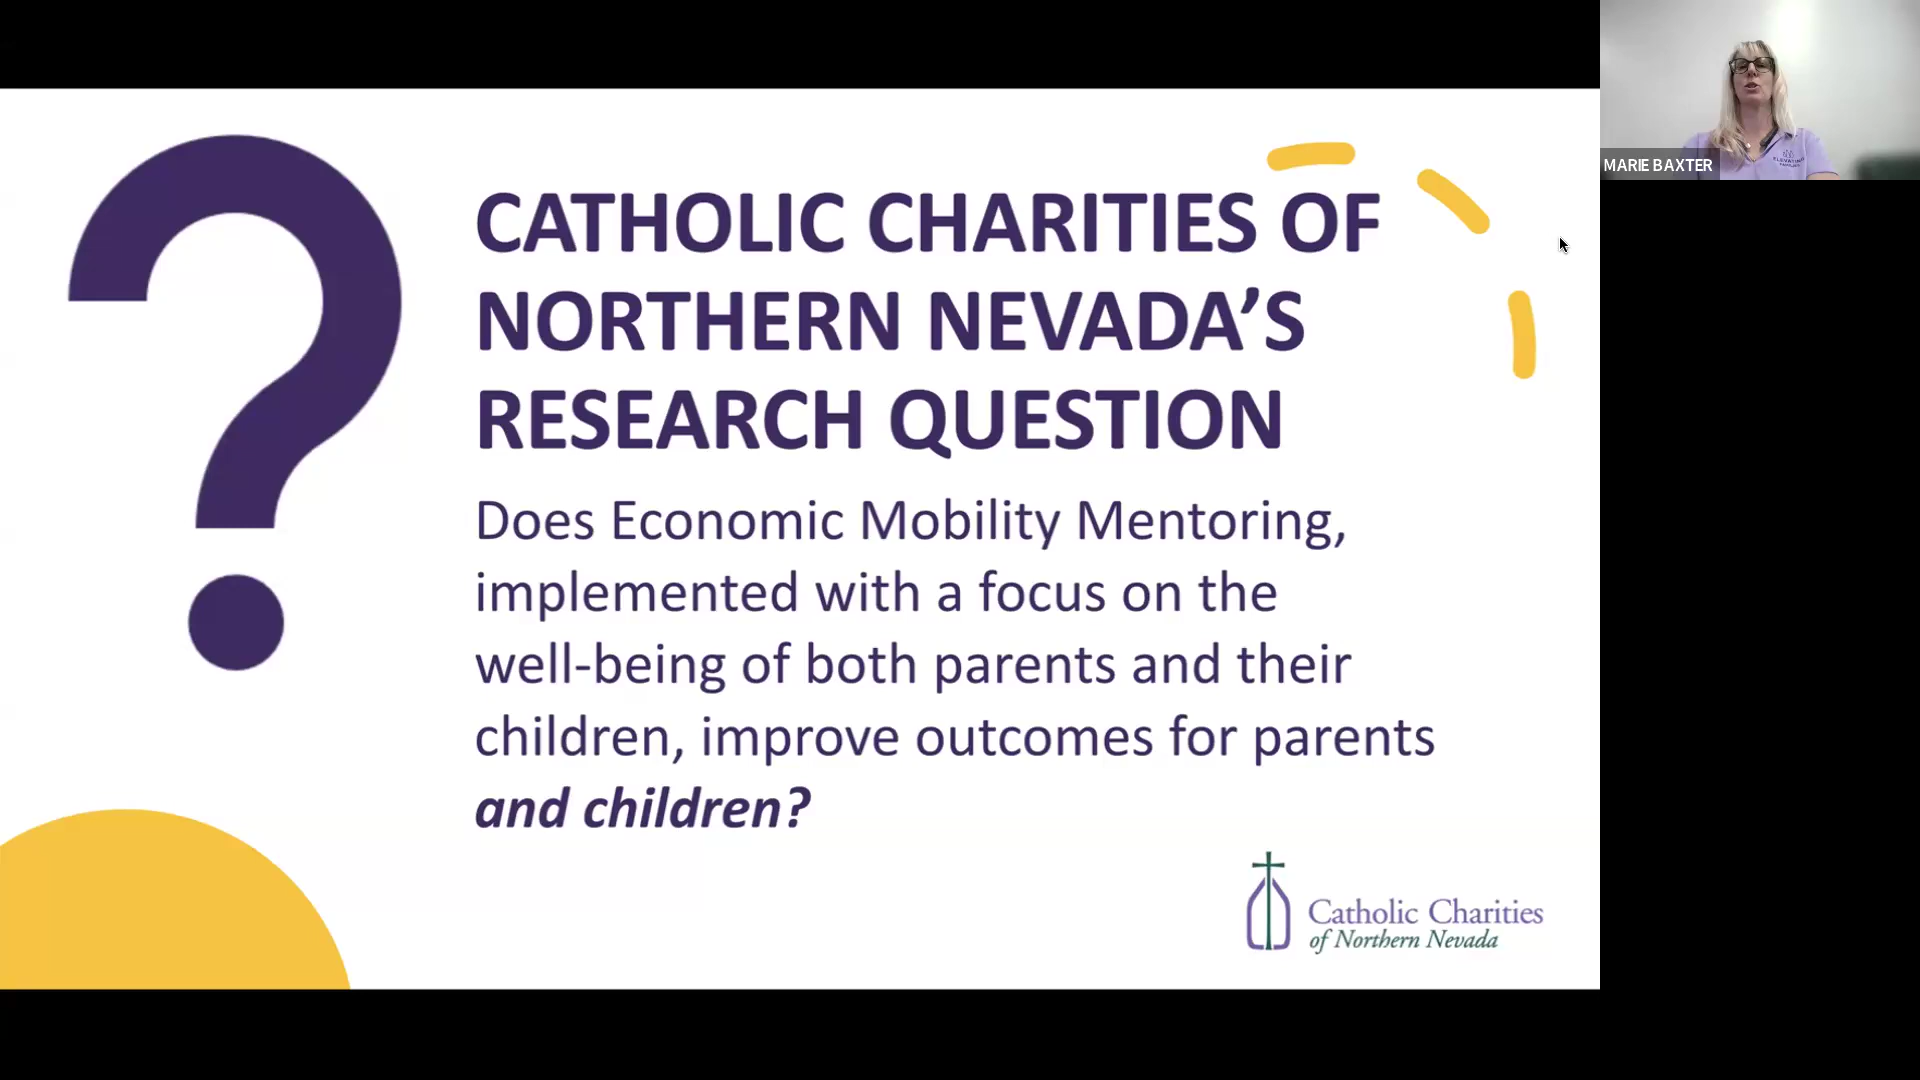 CATHOLIC CHARITIES OF
NORTHERN NEVADA’S
RESEARCH QUESTION
Does Economic Mobility Mentoring,
implemented with a focus on the
well-being of both parents and their
children, improve outcomes for parents
and children?
Catholic Charities
of Northern Nevada
MARIE BAXTER
ELEVATING